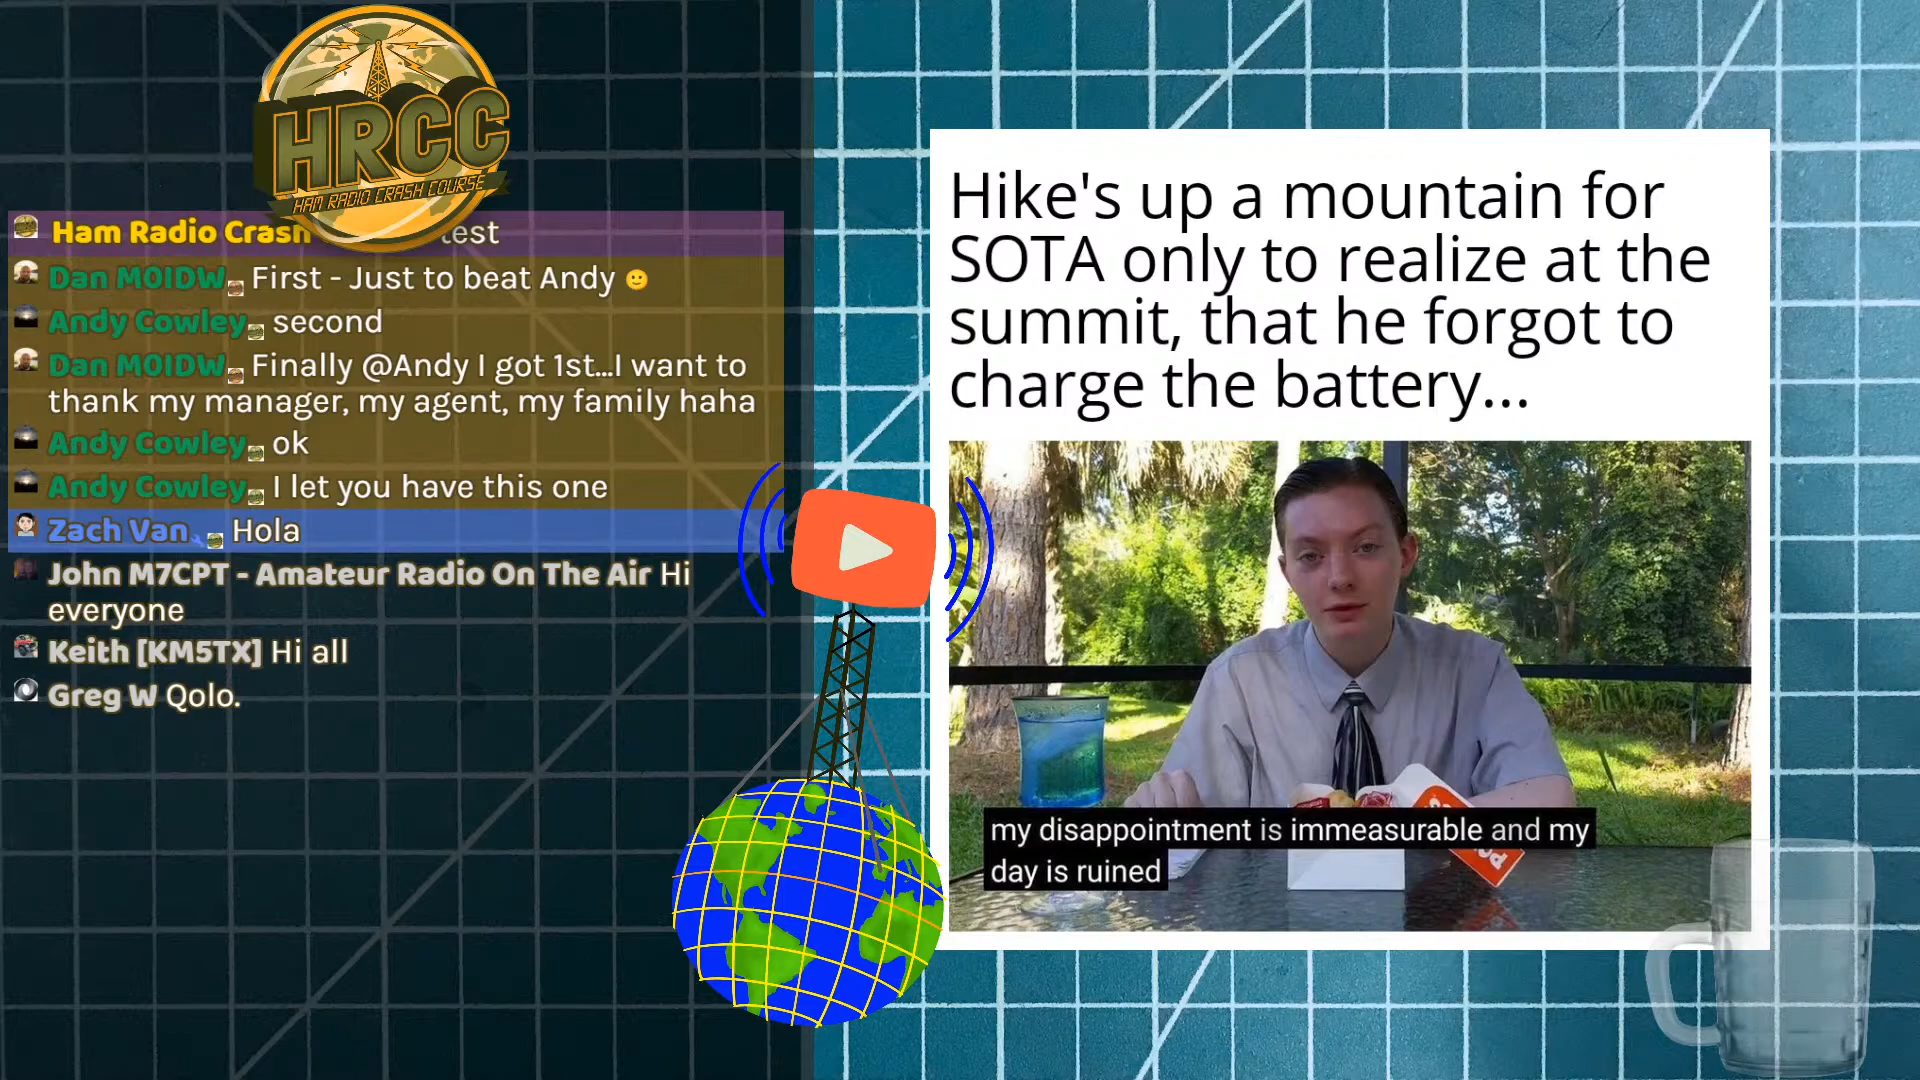 HRCC
HAM RADIO CRASH COURSE
Ham Radio Crash test
Dan M0IDW First - Just to beat Andy 🙂
Andy Cowley second
Dan M0IDW Finally @Andy I got 1st...I want to
thank my manager, my agent, my family haha
Andy Cowley ok
Andy Cowley I let you have this one
Zach Van Hola
John M7CPT - Amateur Radio On The Air Hi
everyone
Keith [KM5TX] Hi all
Greg W Qolo.
Hike's up a mountain for
SOTA only to realize at the
summit, that he forgot to
charge the battery...
my disappointment is immeasurable and my
day is ruined